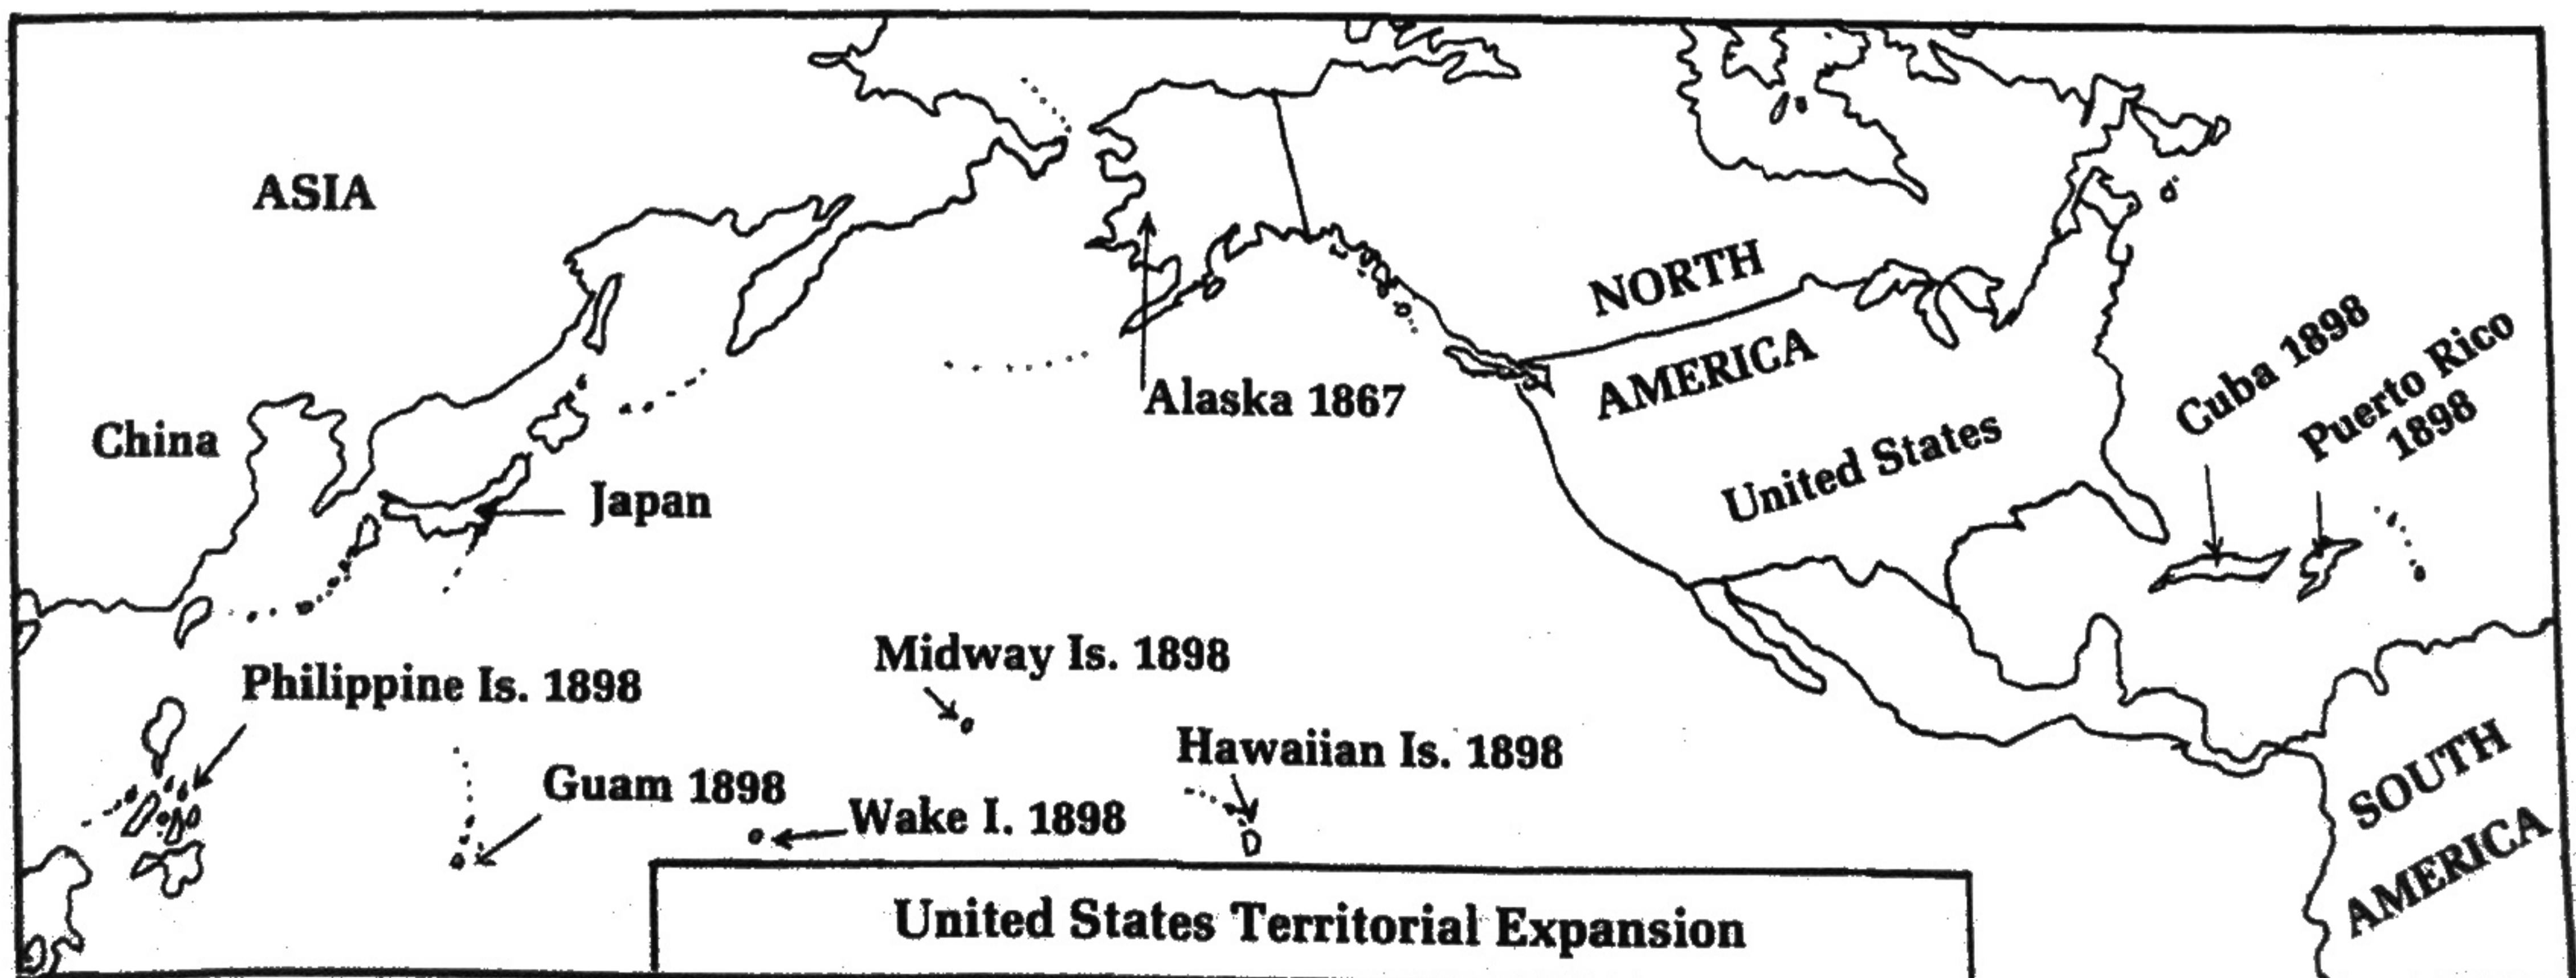 ASIA
China
Japan
Alaska 1867
NORTH
AMERICA
United States
Cuba 1898
Puerto Rico
1898
Philippine Is. 1898
Midway Is. 1898
Hawaiian Is. 1898
Guam 1898
Wake I. 1898
SOUTH
AMERICA
United States Territorial Expansion